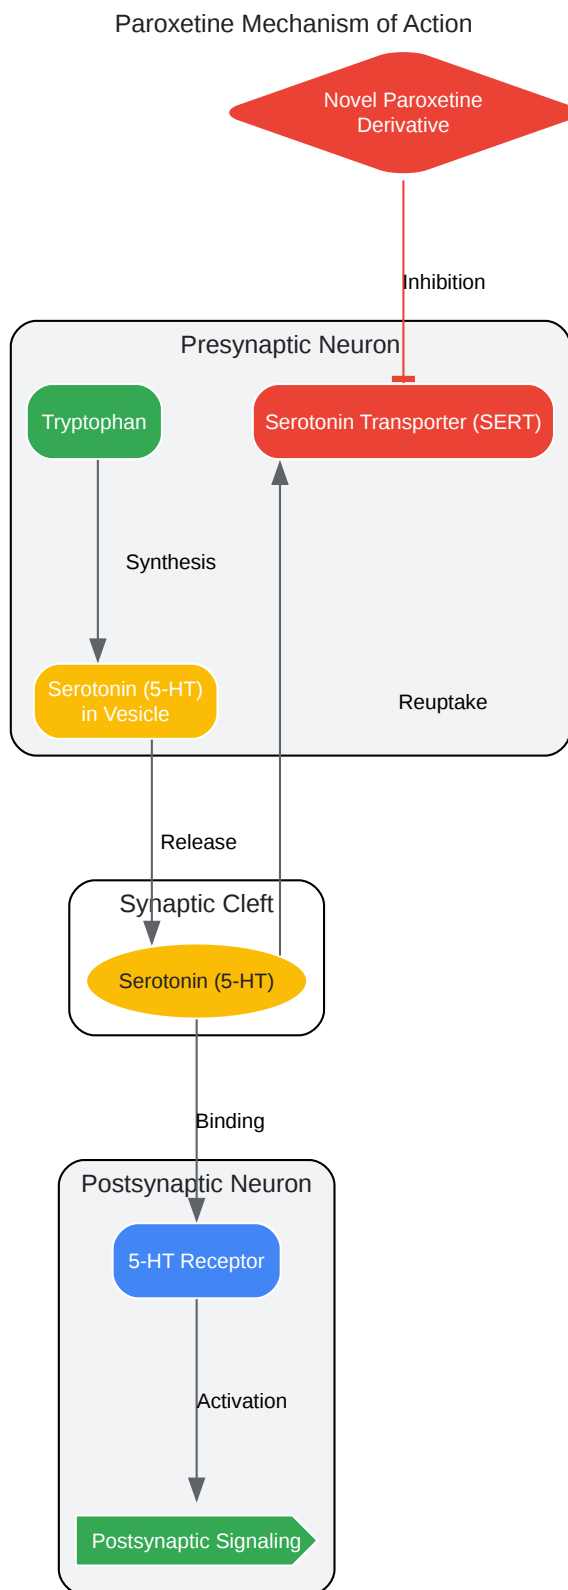 Paroxetine Mechanism of Action
Novel Paroxetine
Derivative
Inhibition
Presynaptic Neuron
Tryptophan
Serotonin Transporter (SERT)
Synthesis
Serotonin (5-HT)
in Vesicle
Reuptake
Release
Synaptic Cleft
Serotonin (5-HT)
Binding
Postsynaptic Neuron
5-HT Receptor
Activation
Postsynaptic Signaling